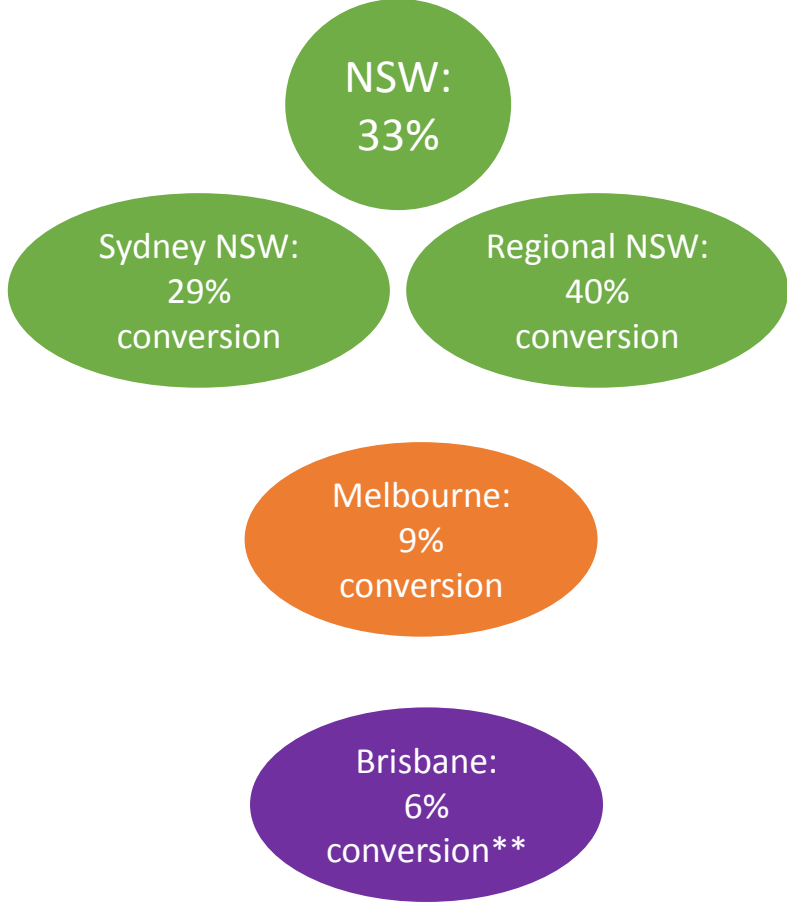 NSW:
33%
Sydney NSW:
29%
conversion
Regional NSW:
40%
conversion
Melbourne:
9%
conversion
Brisbane:
6%
conversion**